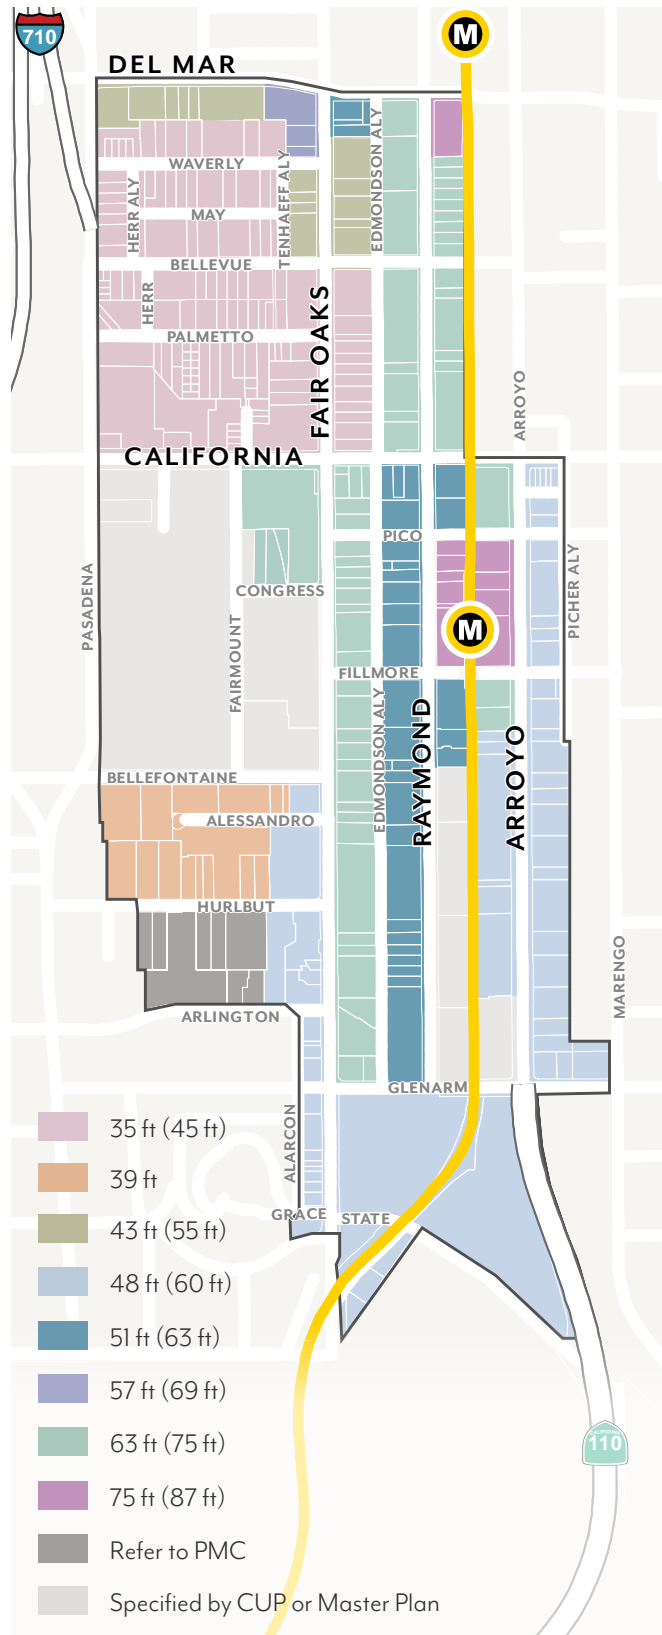 710
M
DEL MAR
WAVERLY
HERR ALY
TENHAEFF ALY
EDMONDSON ALY
MAY
BELLEVUE
HERR
PALMETTO
FAIR OAKS
ARROYO
CALIFORNIA
PICO
PASADENA
CONGRESS
PICHER ALY
M
FAIRMOUNT
FILLMORE
EDMONDSON ALY
RAYMOND
ARROYO
BELLEFONTAINE
ALESSANDRO
HURLBUT
MARENGO
ARLINGTON
GLENARM
ALARCON
GRACE
STATE
35 ft (45 ft)
39 ft
43 ft (55 ft)
48 ft (60 ft)
51 ft (63 ft)
57 ft (69 ft)
63 ft (75 ft)
CALIFORNIA
110
75 ft (87 ft)
Refer to PMC
Specified by CUP or Master Plan